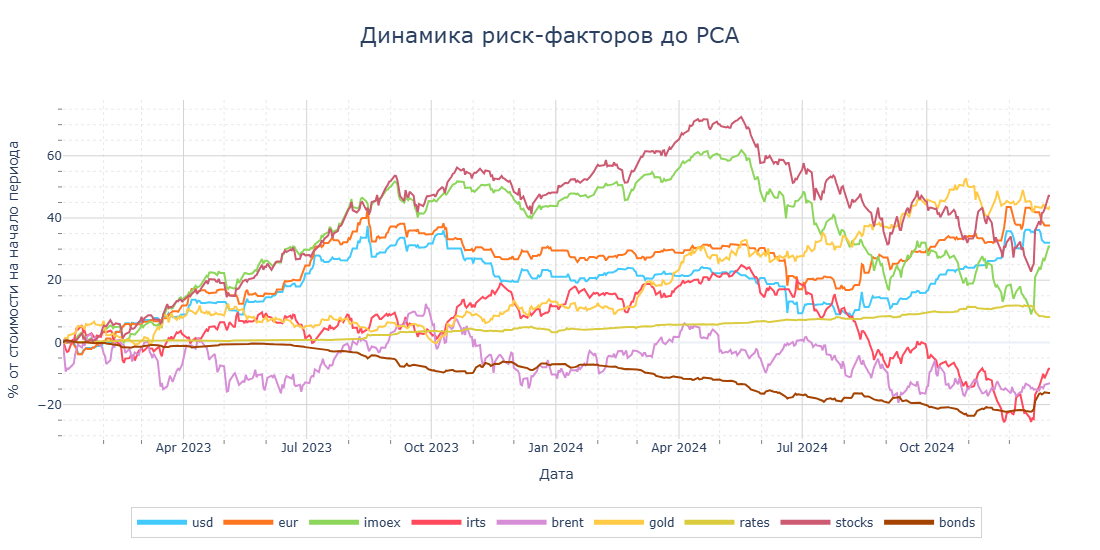 Динамика риск-факторов до PCA
% от стоимости на начало периода
60
40
20
0
−20
Apr 2023 Jul 2023 Oct 2023 Jan 2024 Apr 2024 Jul 2024 Oct 2024
Дата
usd eur imoex irts brent gold rates stocks bonds